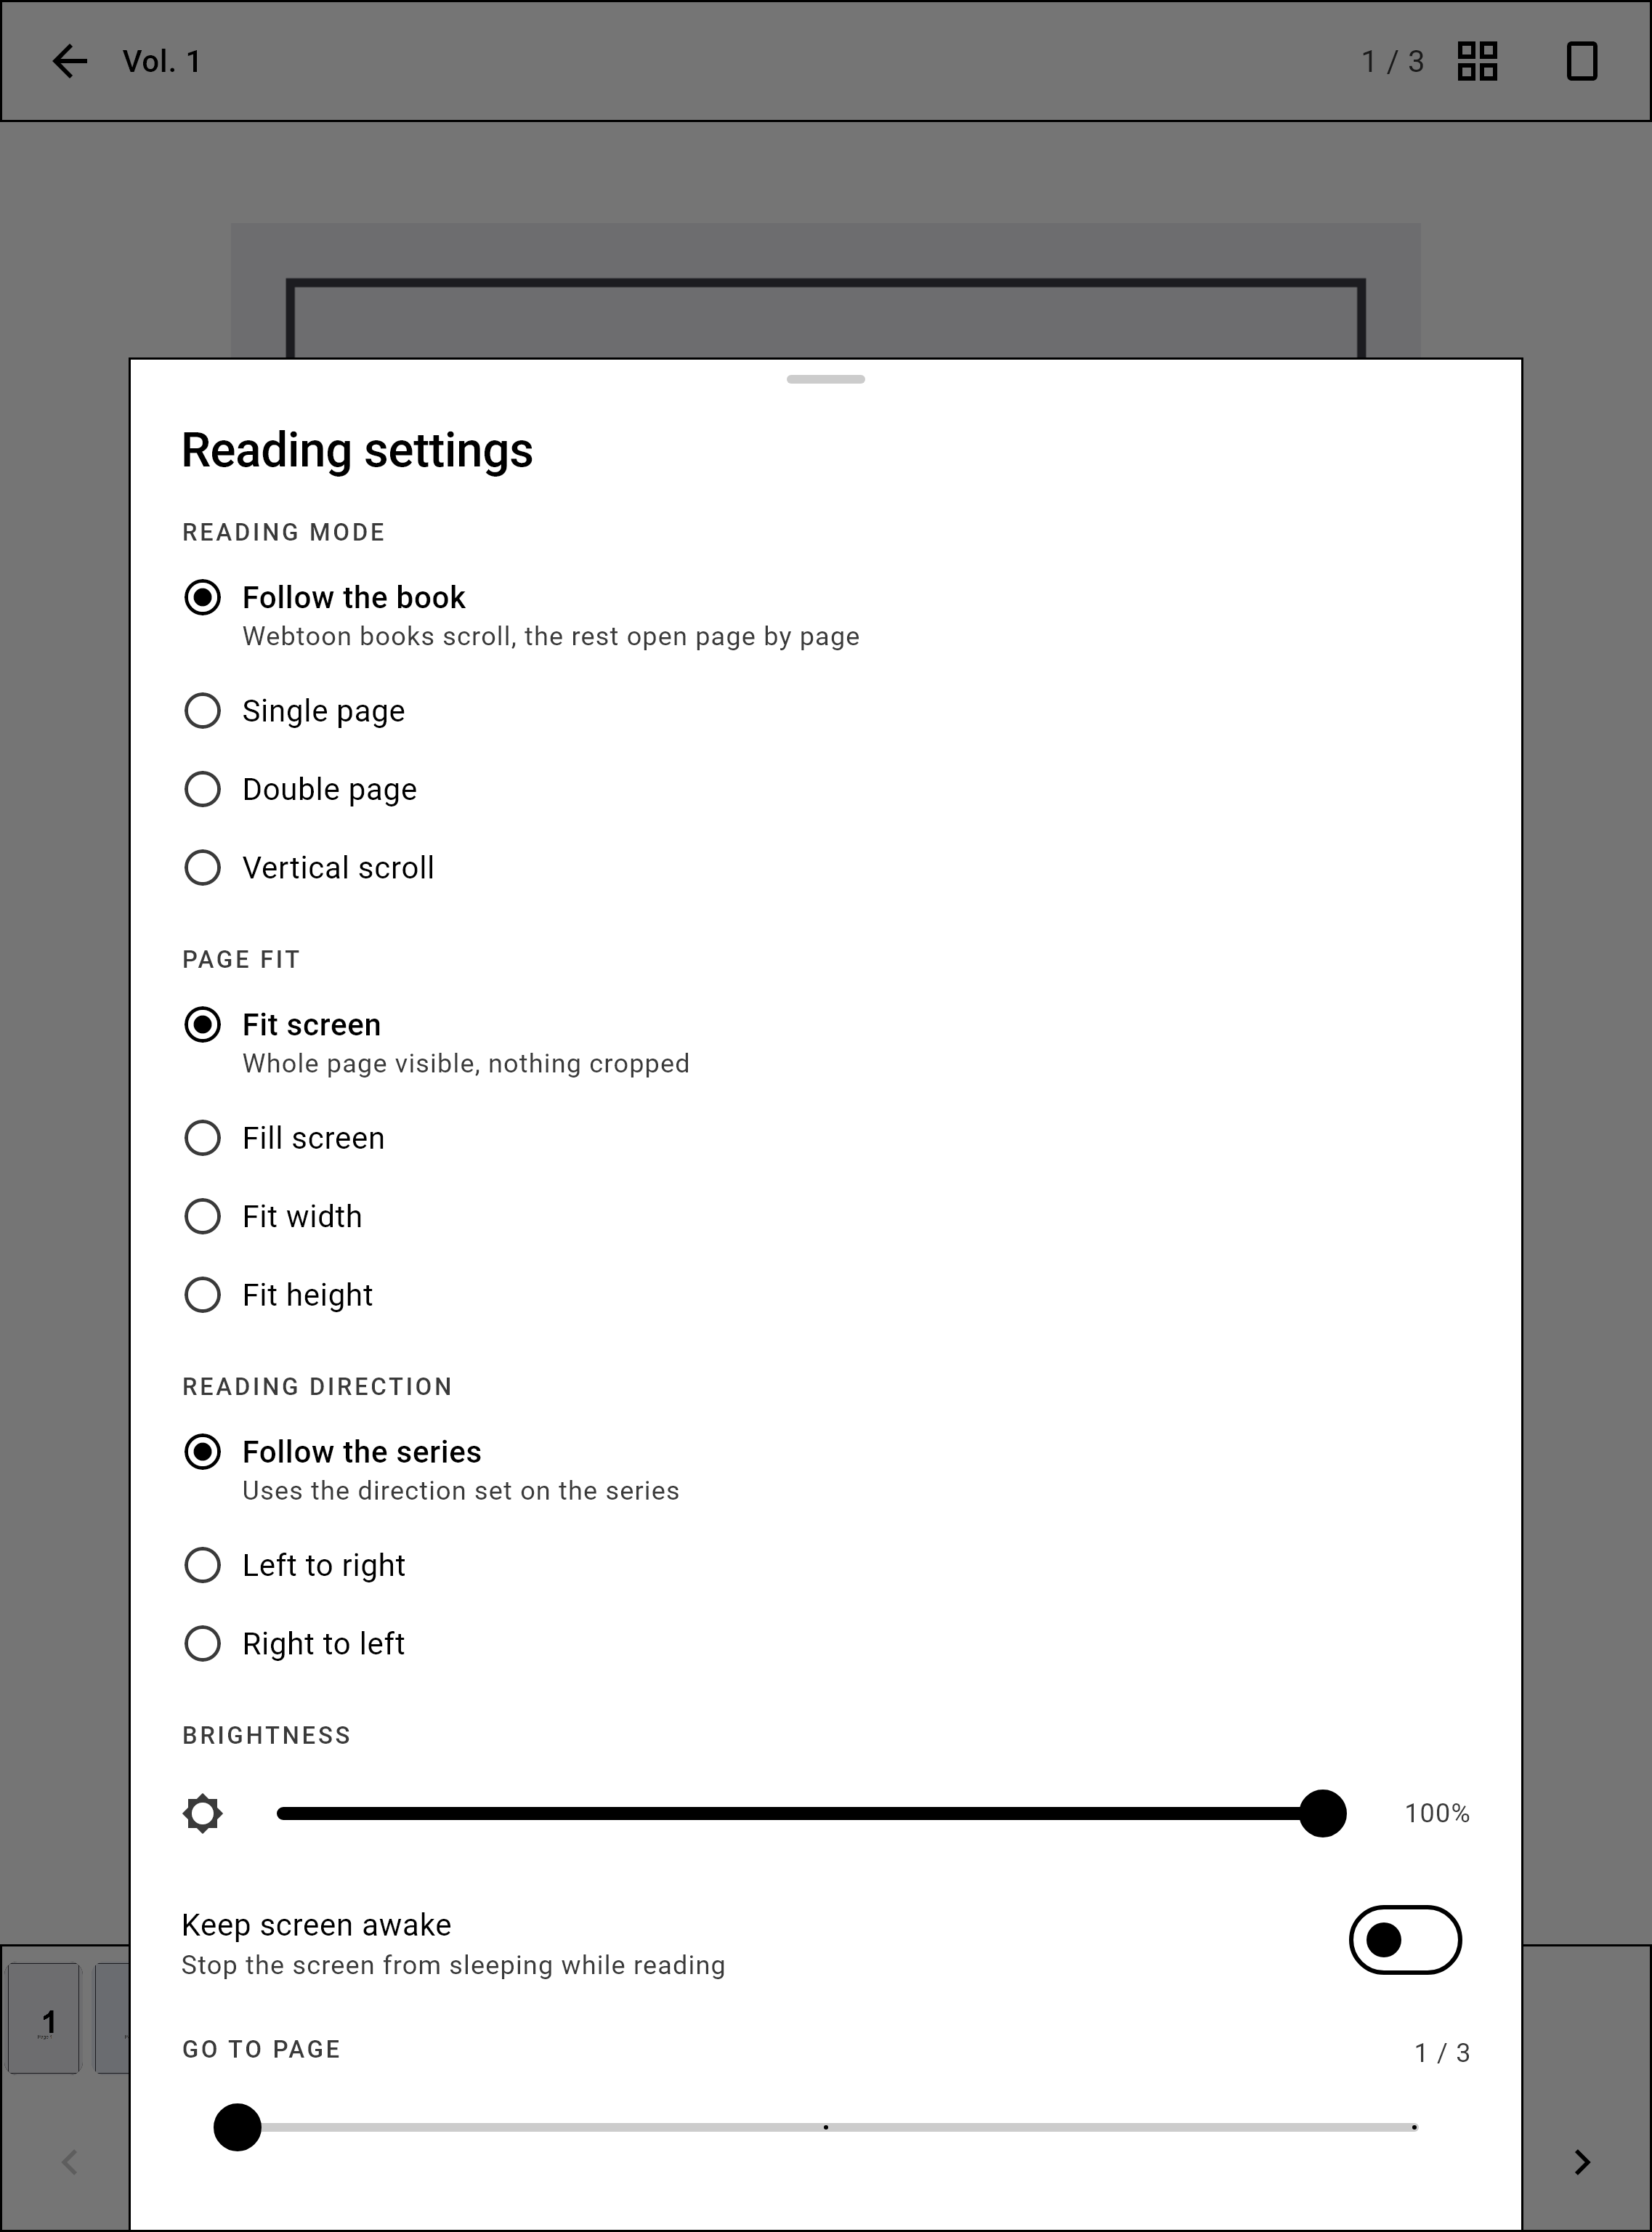 Vol. 1
1 / 3
Reading settings
READING MODE
Follow the book
Webtoon books scroll, the rest open page by page
Single page
Double page
Vertical scroll
PAGE FIT
Fit screen
Whole page visible, nothing cropped
Fill screen
Fit width
Fit height
READING DIRECTION
Follow the series
Uses the direction set on the series
Left to right
Right to left
BRIGHTNESS
100%
Keep screen awake
Stop the screen from sleeping while reading
1
GO TO PAGE
1 / 3